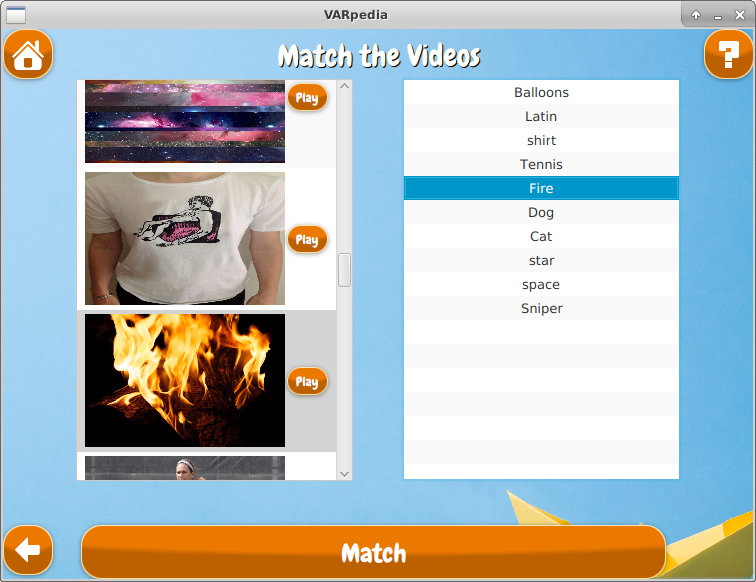 VARpedia
?
Match the Videos
Play
Play
Play
Balloons
Latin
shirt
Tennis
Fire
Dog
Cat
star
space
Sniper
Match